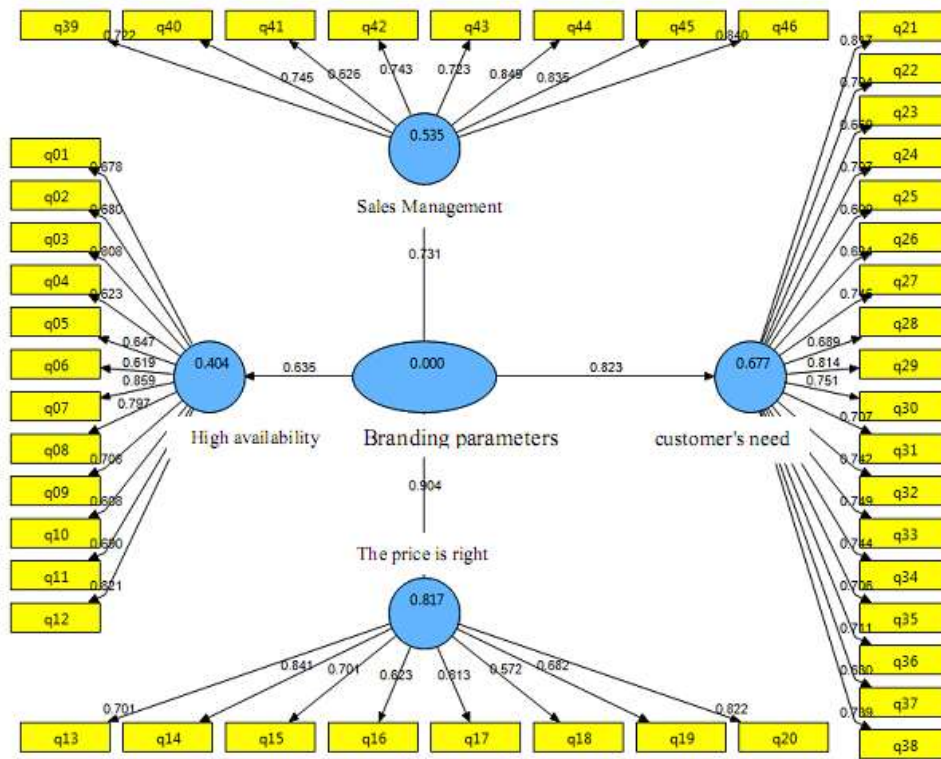 q39
q40
q41
q42
q43
q44
q45
q46
0.722
0.745
0.626
0.743
0.723
0.849
0.835
0.840
0.535
Sales Management
0.731
q01
q02
q03
q04
q05
q06
q07
q08
q09
q10
q11
q12
0.678
0.680
0.808
0.623
0.647
0.619
0.859
0.797
0.706
0.608
0.690
0.821
0.404
High availability
0.635
0.000
Branding parameters
0.823
0.677
customer's need
q21
q22
q23
q24
q25
q26
q27
q28
q29
q30
q31
q32
q33
q34
q35
q36
q37
q38
0.689
0.814
0.751
0.707
0.742
0.749
0.744
0.706
0.711
0.739
0.904
The price is right
0.817
0.701
0.841
0.701
0.623
0.813
0.572
0.682
0.822
q13
q14
q15
q16
q17
q18
q19
q20